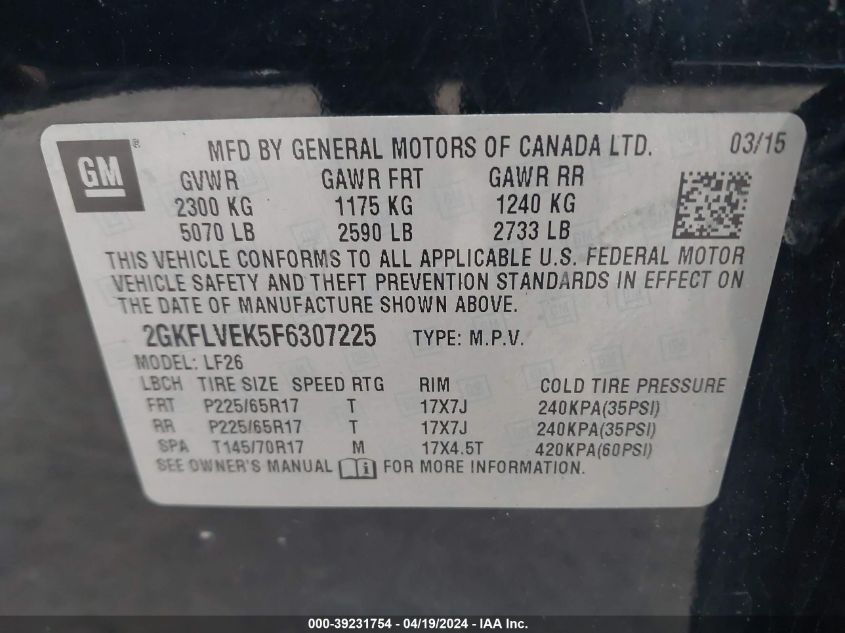 GM ® MFD BY GENERAL MOTORS OF CANADA LTD. 03/15
GVWR GAWR FRT GAWR RR
2300 KG 1175 KG 1240 KG
5070 LB 2590 LB 2733 LB
THIS VEHICLE CONFORMS TO ALL APPLICABLE U.S. FEDERAL MOTOR
VEHICLE SAFETY AND THEFT PREVENTION STANDARDS IN EFFECT ON
THE DATE OF MANUFACTURE SHOWN ABOVE.
2GKFLVEK5F6307225 TYPE: M.P.V.
MODEL: LF26
LBCH TIRE SIZE SPEED RTG RIM COLD TIRE PRESSURE
FRT P225/65R17 T 17X7J 240KPA(35PSI)
RR P225/65R17 T 17X7J 240KPA(35PSI)
SPA T145/70R17 M 17X4.5T 420KPA(60PSI)
SEE OWNER'S MANUAL FOR MORE INFORMATION.
000-39231754 - 04/19/2024 - IAA Inc.